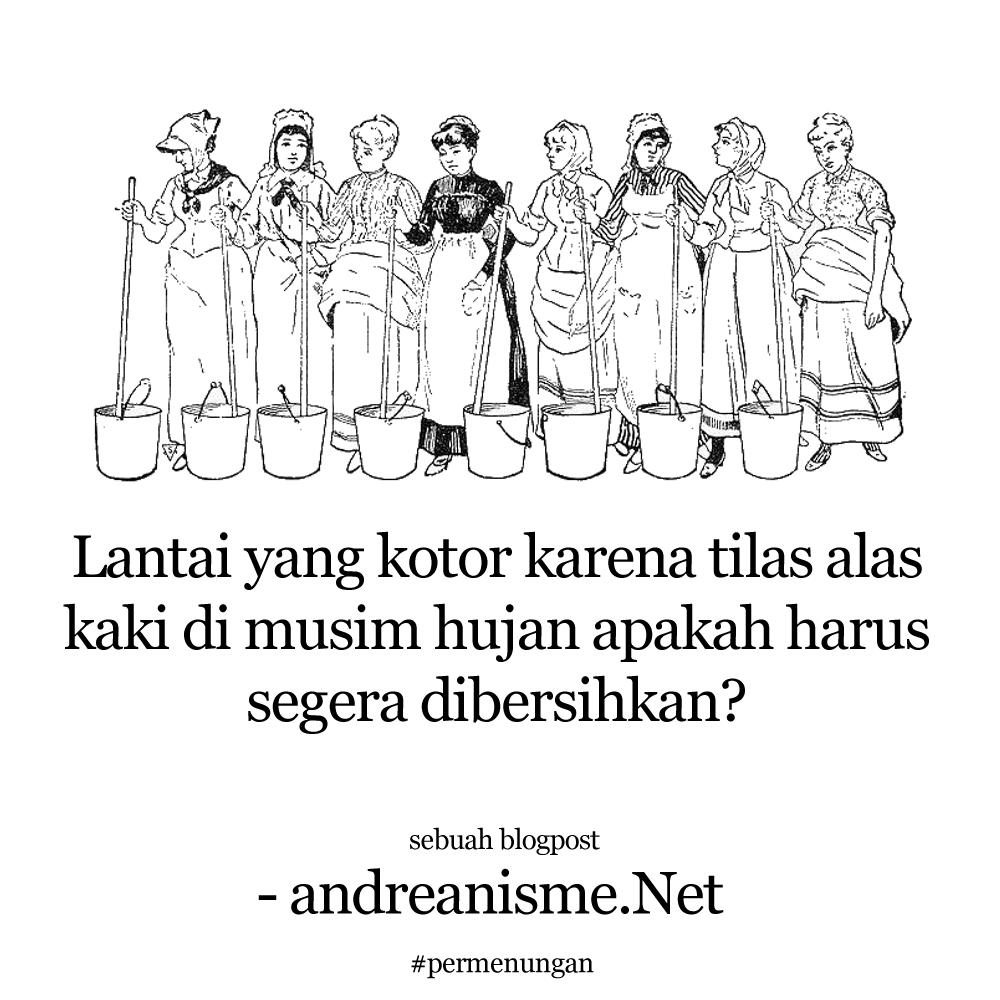 Lantai yang kotor karena tilas alas
kaki di musim hujan apakah harus
segera dibersihkan?
sebuah blogpost
- andreanisme.Net
#permenungan